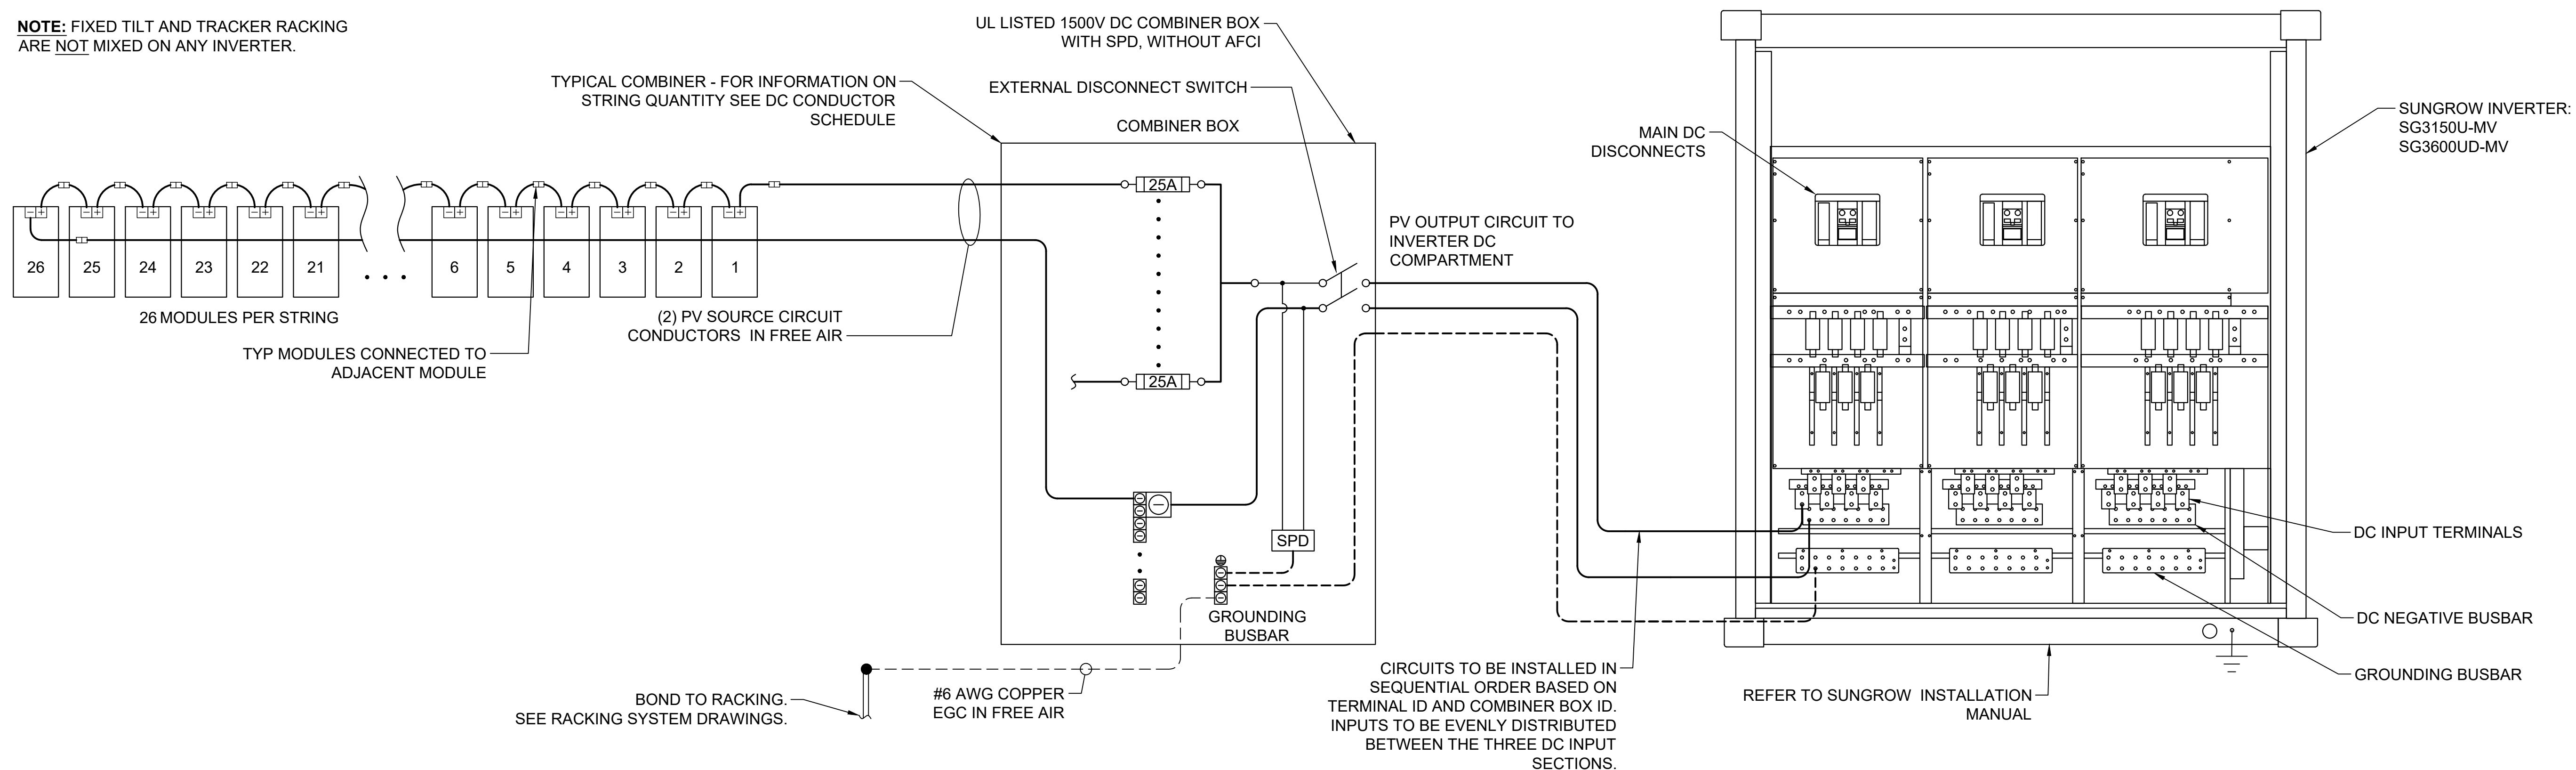 NOTE: FIXED TILT AND TRACKER RACKING
ARE NOT MIXED ON ANY INVERTER.
TYPICAL COMBINER - FOR INFORMATION ON
STRING QUANTITY SEE DC CONDUCTOR
SCHEDULE
UL LISTED 1500V DC COMBINER BOX
WITH SPD, WITHOUT AFCI
EXTERNAL DISCONNECT SWITCH
COMBINER BOX
26
25
24
23
22
21
6
5
4
3
2
1
26 MODULES PER STRING
TYP MODULES CONNECTED TO
ADJACENT MODULE
(2) PV SOURCE CIRCUIT
CONDUCTORS IN FREE AIR
25A
25A
SPD
GROUNDING
BUSBAR
BOND TO RACKING.
SEE RACKING SYSTEM DRAWINGS.
#6 AWG COPPER
EGC IN FREE AIR
PV OUTPUT CIRCUIT TO
INVERTER DC
COMPARTMENT
CIRCUITS TO BE INSTALLED IN
SEQUENTIAL ORDER BASED ON
TERMINAL ID AND COMBINER BOX ID.
INPUTS TO BE EVENLY DISTRIBUTED
BETWEEN THE THREE DC INPUT
SECTIONS.
MAIN DC
DISCONNECTS
SUNGROW INVERTER:
SG3150U-MV
SG3600UD-MV
DC INPUT TERMINALS
DC NEGATIVE BUSBAR
GROUNDING BUSBAR
REFER TO SUNGROW INSTALLATION
MANUAL